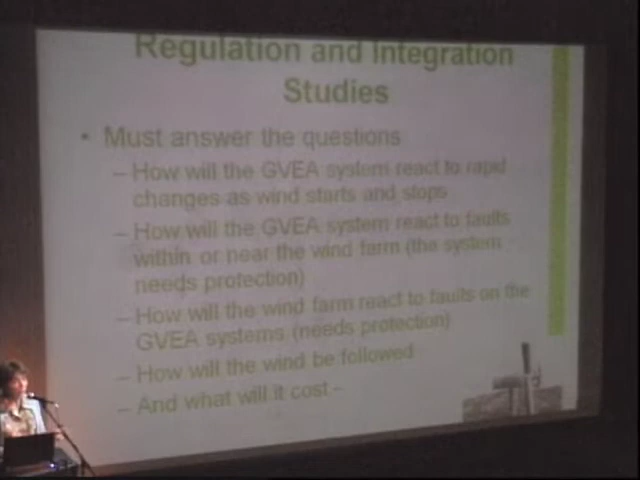 Regulation and Integration
Studies
• Must answer the questions
– How will the GVEA system react to rapid
changes as wind starts and stops
– How will the GVEA system react to faults
within or near the wind farm (the system
needs protection)
– How will the wind farm react to faults on the
GVEA systems (needs protection)
– How will the wind be followed
– And what will it cost –